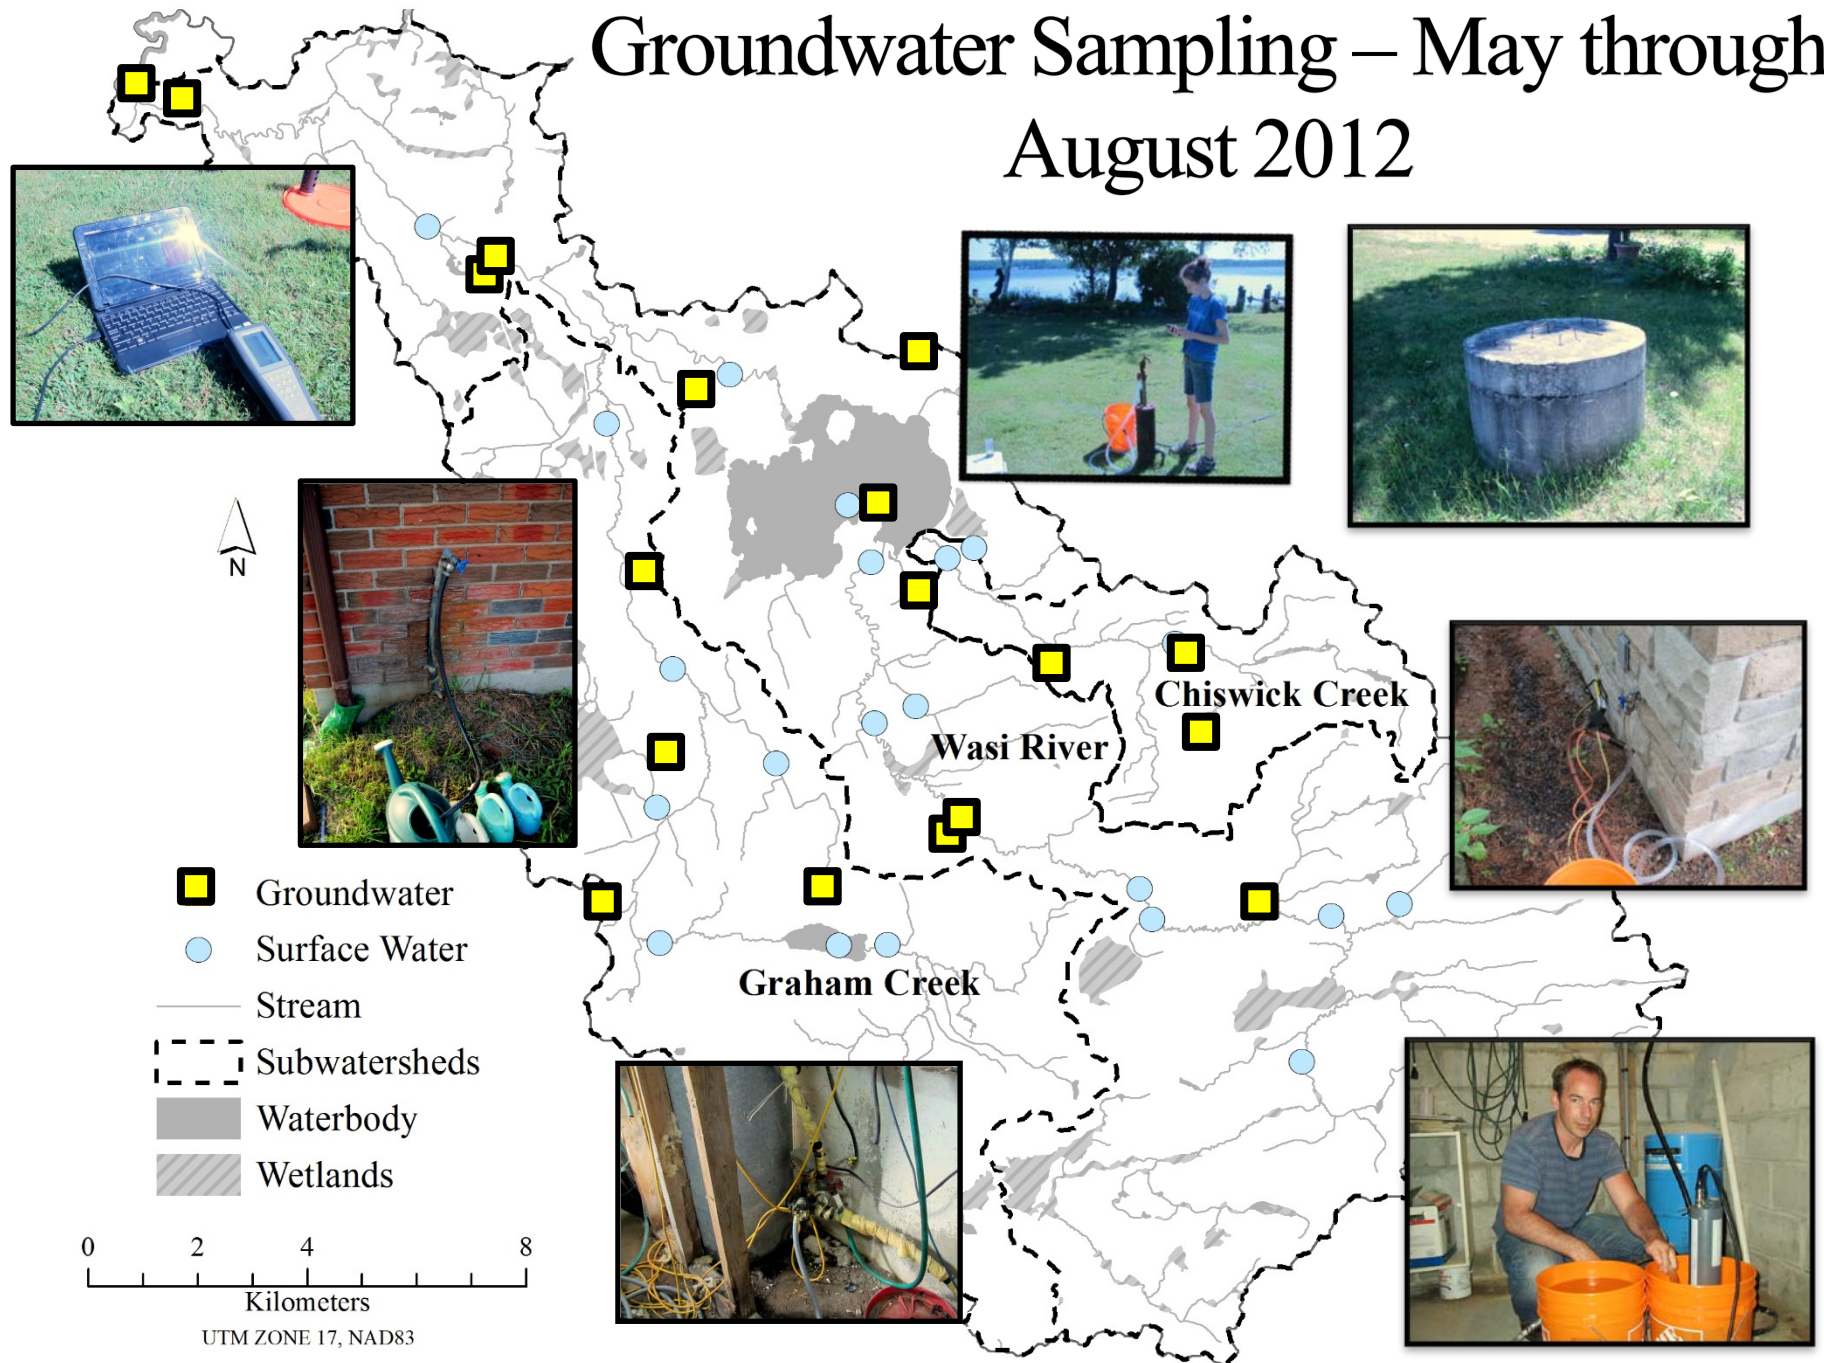 Groundwater Sampling – May through
August 2012
N
Chiswick Creek
Wasi River
Graham Creek
Groundwater
Surface Water
Stream
Subwatersheds
Waterbody
Wetlands
0 2 4 8
Kilometers
UTM ZONE 17, NAD83